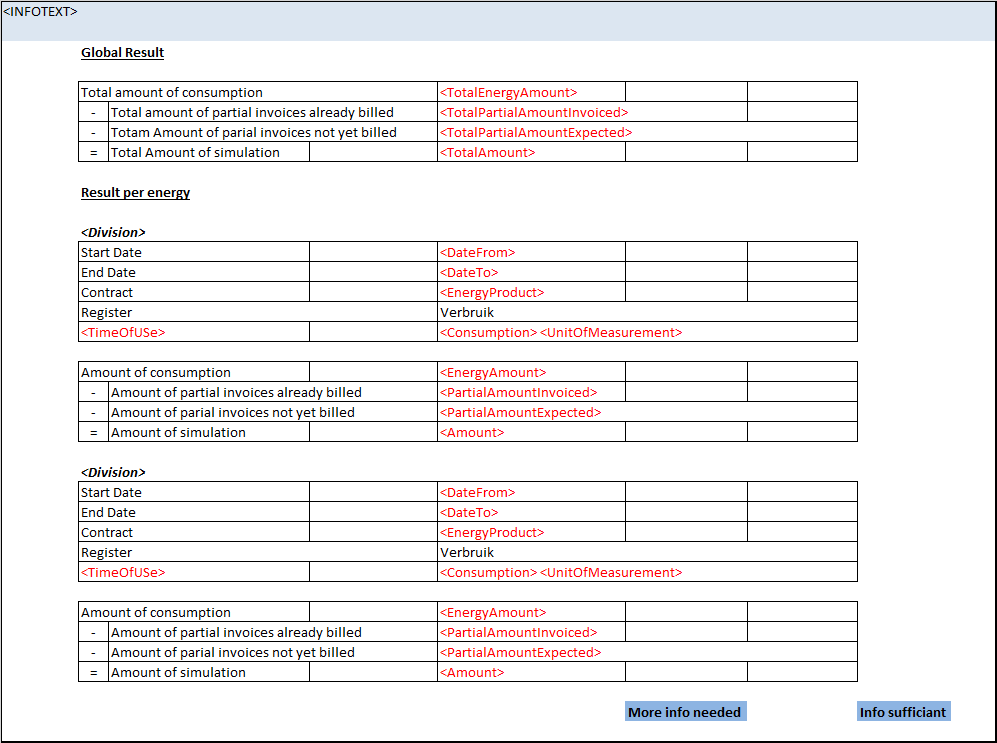 <INFOTEXT>
Global Result
Total amount of consumption <TotalEnergyAmount>
- Total amount of partial invoices already billed <TotalPartialAmountInvoiced>
- Totam Amount of parial invoices not yet billed <TotalPartialAmountExpected>
= Total Amount of simulation <TotalAmount>
Result per energy
<Division>
Start Date <DateFrom>
End Date <DateTo>
Contract <EnergyProduct>
Register Verbruik
<TimeOfUSe> <Consumption> <UnitOfMeasurement>
Amount of consumption <EnergyAmount>
- Amount of partial invoices already billed <PartialAmountInvoiced>
- Amount of parial invoices not yet billed <PartialAmountExpected>
= Amount of simulation <Amount>
<Division>
Start Date <DateFrom>
End Date <DateTo>
Contract <EnergyProduct>
Register Verbruik
<TimeOfUSe> <Consumption> <UnitOfMeasurement>
Amount of consumption <EnergyAmount>
- Amount of partial invoices already billed <PartialAmountInvoiced>
- Amount of parial invoices not yet billed <PartialAmountExpected>
= Amount of simulation <Amount>
More info needed Info sufficiant